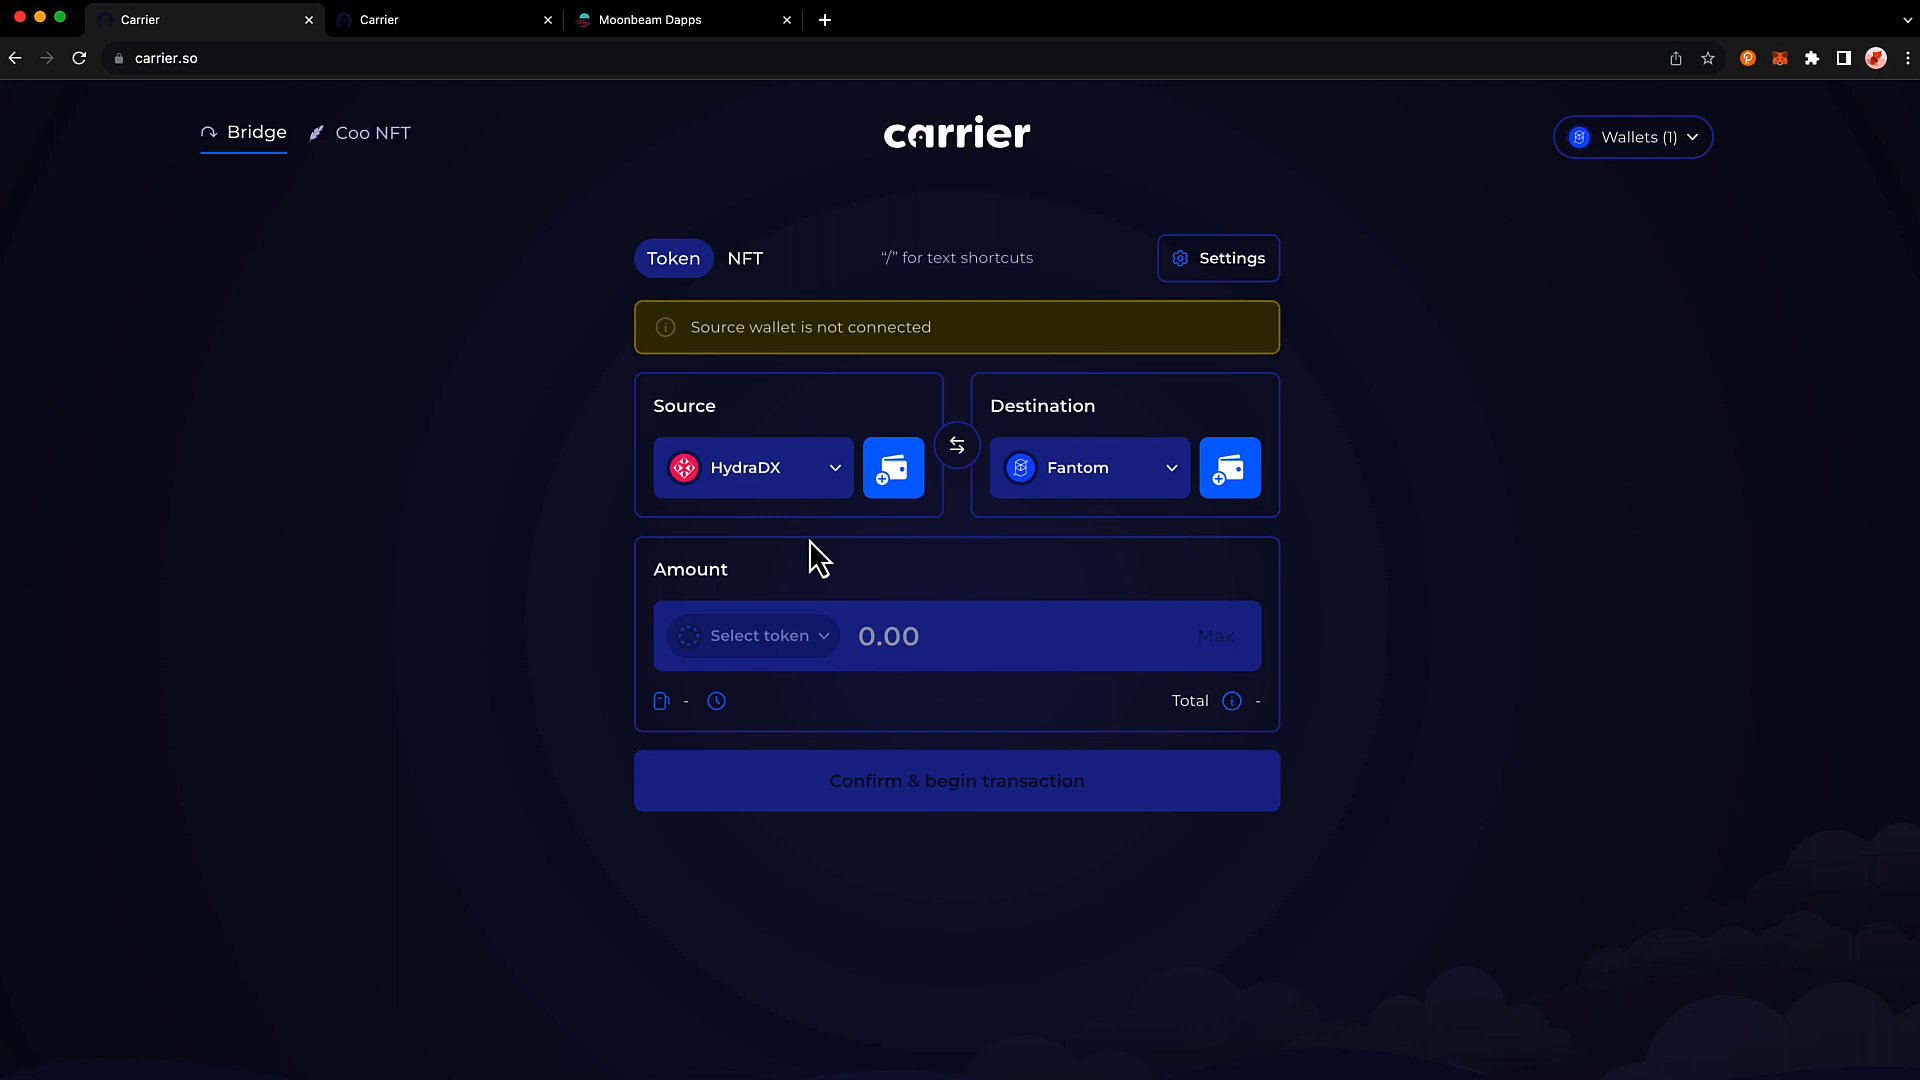 Carrier
Carrier
Moonbeam Dapps
carrier.so
Bridge
Coo NFT
carrier
Wallets (1)
Token
NFT
“/” for text shortcuts
Settings
Source wallet is not connected
Source
Destination
HydraDX
Fantom
Amount
Select token
0.00
Max
-
Total
-
Confirm & begin transaction